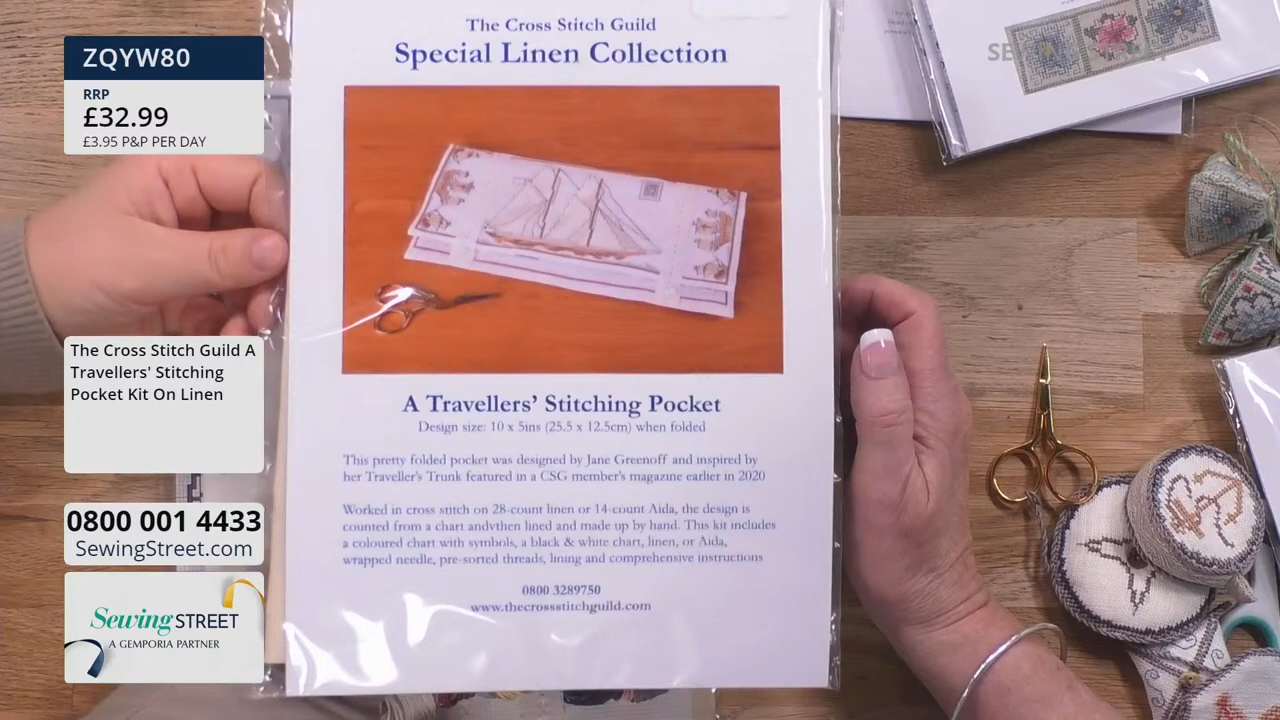 ZQYW80
RRP
£32.99
£3.95 P&P PER DAY
The Cross Stitch Guild A
Travellers' Stitching
Pocket Kit On Linen
0800 001 4433
SewingStreet.com
Sewing STREET
A GEMPORIA PARTNER
The Cross Stitch Guild
Special Linen Collection
A Travellers’ Stitching Pocket
Design size: 10 x 5ins (25.5 x 12.5cm) when folded
This pretty folded pocket was designed by Jane Greenoff and inspired by
her Traveller's Trunk featured in a CSG member's magazine earlier in 2020
Worked in cross stitch on 28-count linen or 14-count Aida, the design is
counted from a chart andvthen lined and made up by hand. This kit includes
a coloured chart with symbols, a black & white chart, linen, or Aida,
wrapped needle, pre-sorted threads, lining and comprehensive instructions
0800 3289750
www.thecrossstitchguild.com